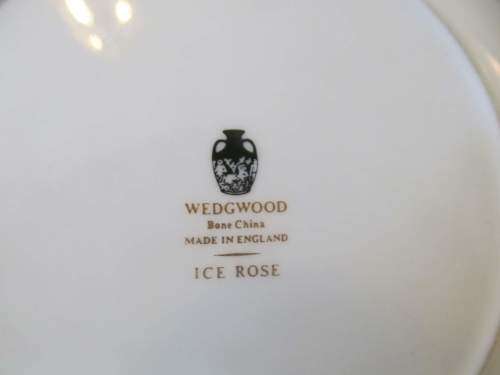 WEDGWOOD
Bone China
MADE IN ENGLAND
ICE ROSE